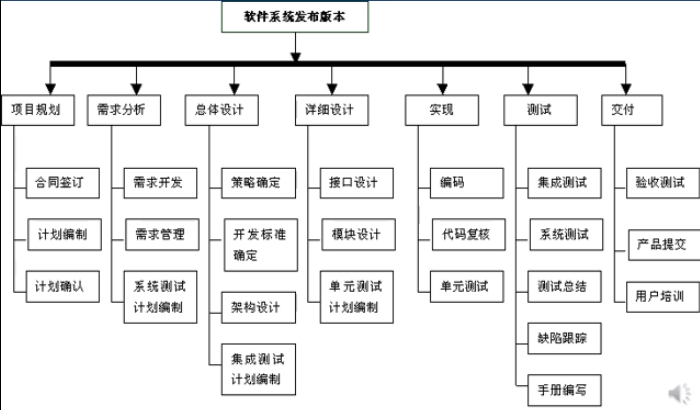 软件系统发布版本
项目规划
需求分析
总体设计
详细设计
实现
测试
交付
合同签订
计划编制
计划确认
需求开发
需求管理
系统测试
计划编制
策略确定
开发标准
确定
架构设计
集成测试
计划编制
接口设计
模块设计
单元测试
计划编制
编码
代码复核
单元测试
集成测试
系统测试
测试总结
缺陷跟踪
手册编写
验收测试
产品提交
用户培训